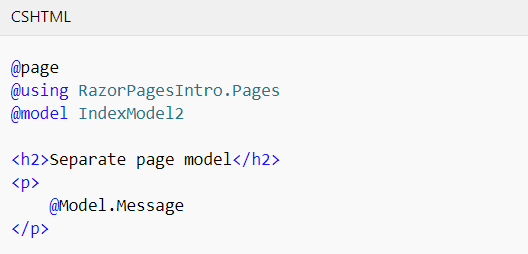 CSHTML
@page
@using RazorPagesIntro.Pages
@model IndexModel2
<h2>Separate page model</h2>
<p>
    @Model.Message
</p>